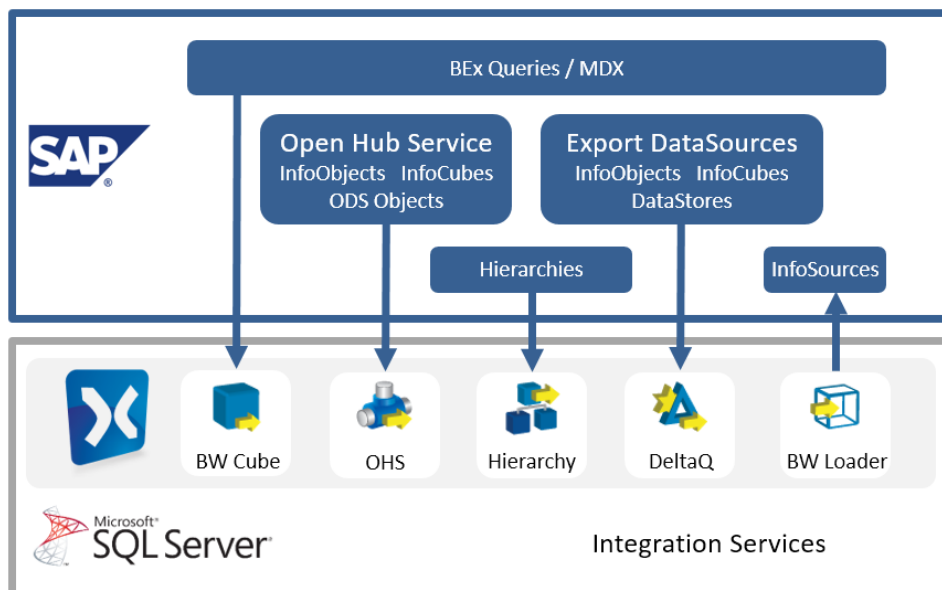 BEx Queries / MDX
SAP®
Open Hub Service
InfoObjects InfoCubes
ODS Objects
Export DataSources
InfoObjects InfoCubes
DataStores
Hierarchies
InfoSources
BW Cube
OHS
Hierarchy
DeltaQ
BW Loader
Microsoft®
SQL Server®
Integration Services